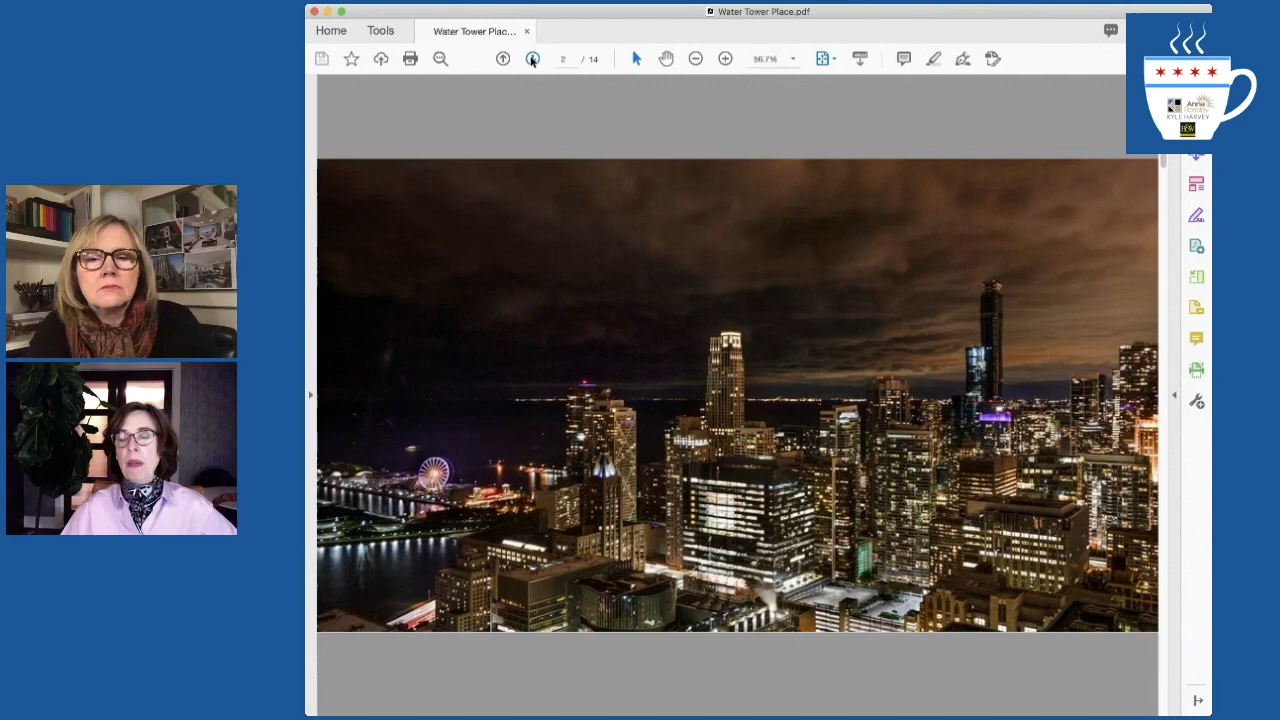 Water Tower Place.pdf
Home
Tools
Water Tower Plac...
×
2
/ 14
56.7%
Anne
KYLE HARVEY